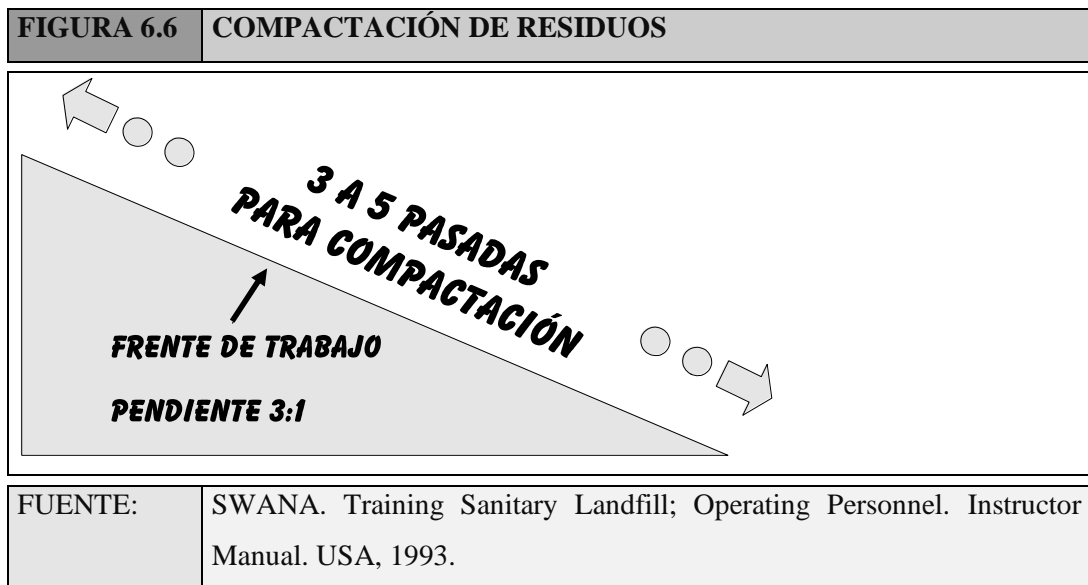 FIGURA 6.6 COMPACTACIÓN DE RESIDUOS
3 A 5 PASADAS
PARA COMPACTACIÓN
FRENTE DE TRABAJO
PENDIENTE 3:1
FUENTE: SWANA. Training Sanitary Landfill; Operating Personnel. Instructor
Manual. USA, 1993.